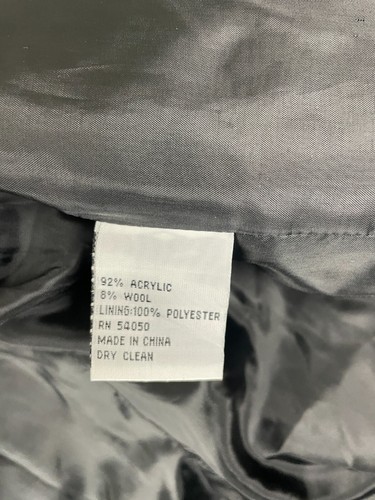 92% ACRYLIC
8% WOOL
LINING:100% POLYESTER
RN 54050
MADE IN CHINA
DRY CLEAN